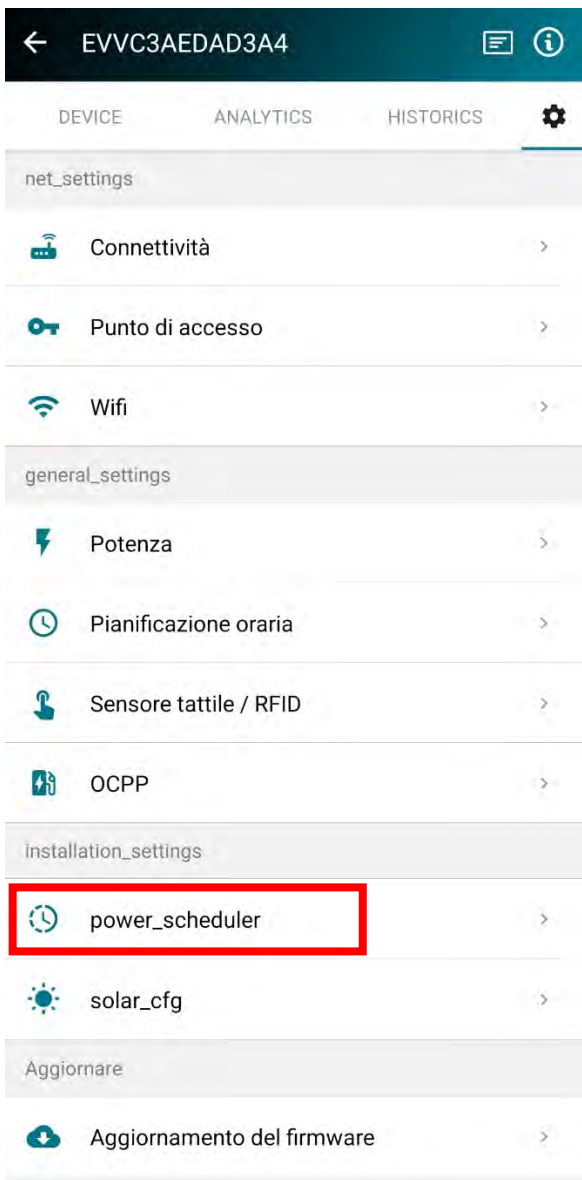 EVVC3AEDAD3A4
DEVICE ANALYTICS HISTORICS
net_settings
Connettività
Punto di accesso
Wifi
general_settings
Potenza
Pianificazione oraria
Sensore tattile / RFID
OCPP
installation_settings
power_scheduler
solar_cfg
Aggiornare
Aggiornamento del firmware